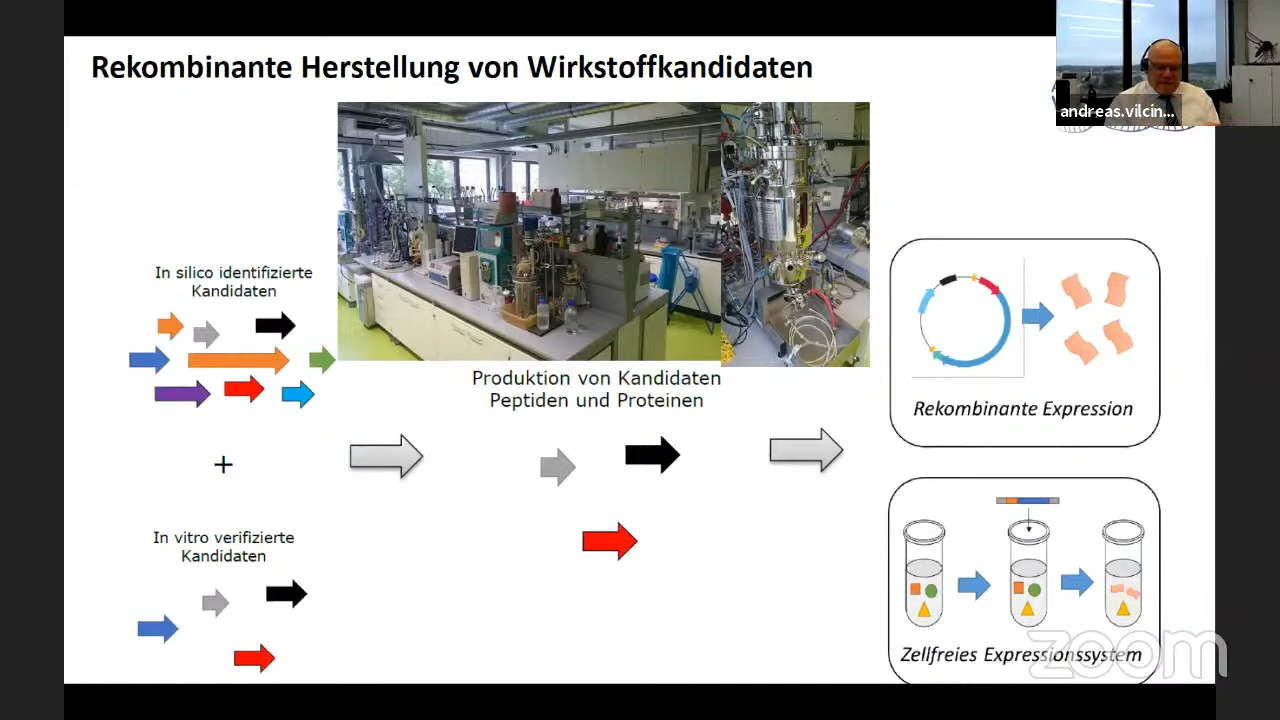 Rekombinante Herstellung von Wirkstoffkandidaten
andreas.vilcin...
In silico identifizierte
Kandidaten
+
In vitro verifizierte
Kandidaten
Produktion von Kandidaten
Peptiden und Proteinen
Rekombinante Expression
Zellfreies Expressionssystem
zoom